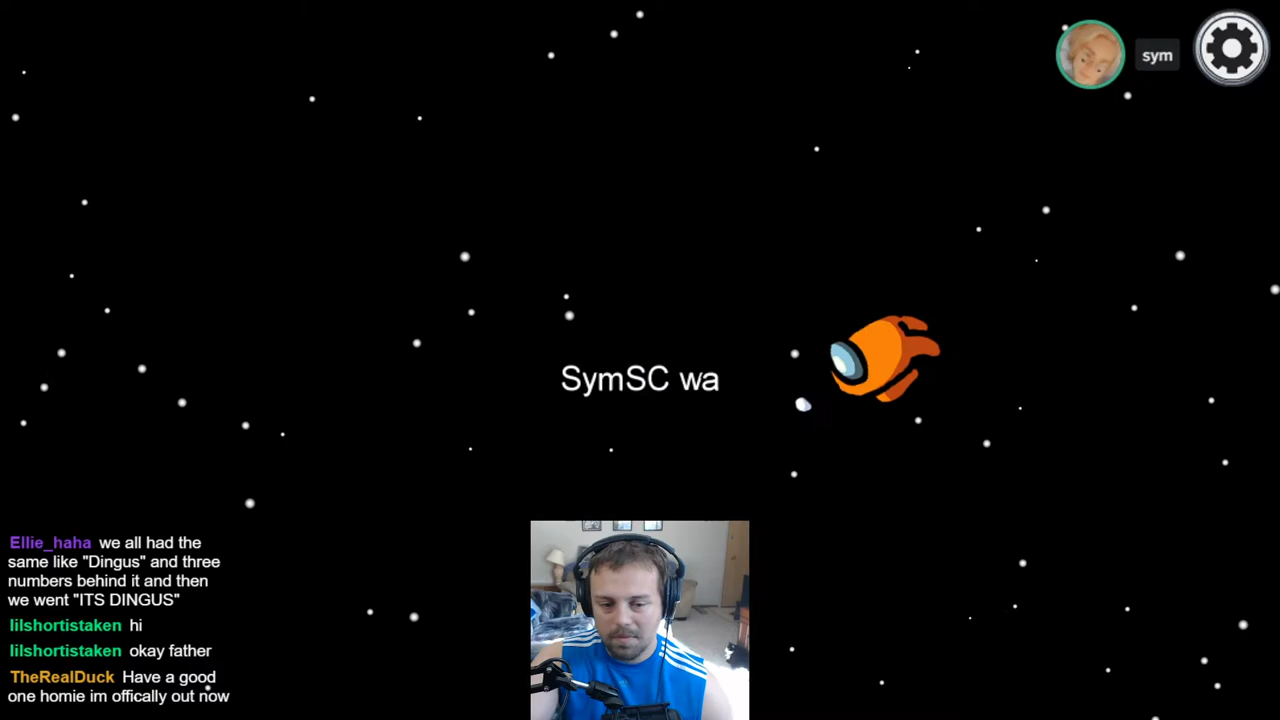 sym
SymSC wa
Ellie_haha we all had the
same like "Dingus" and three
numbers behind it and then
we went "ITS DINGUS"
lilshortistaken hi
lilshortistaken okay father
TheRealDuck Have a good
one homie im offically out now